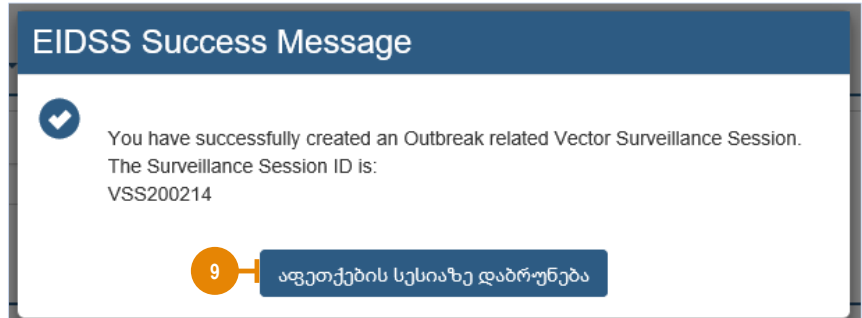 EIDSS Success Message
You have successfully created an Outbreak related Vector Surveillance Session.
The Surveillance Session ID is:
VSS200214
9
აფეთქების სესიაზე დაბრუნება